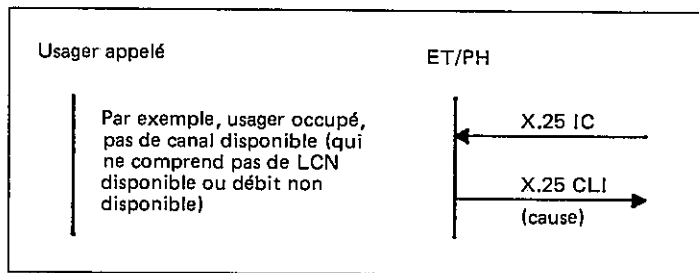 Usager appelé
ET/PH
Par exemple, usager occupé,
pas de canal disponible (qui
ne comprend pas de LCN
disponible ou débit non
disponible)
X.25 IC
X.25 CLI
(cause)